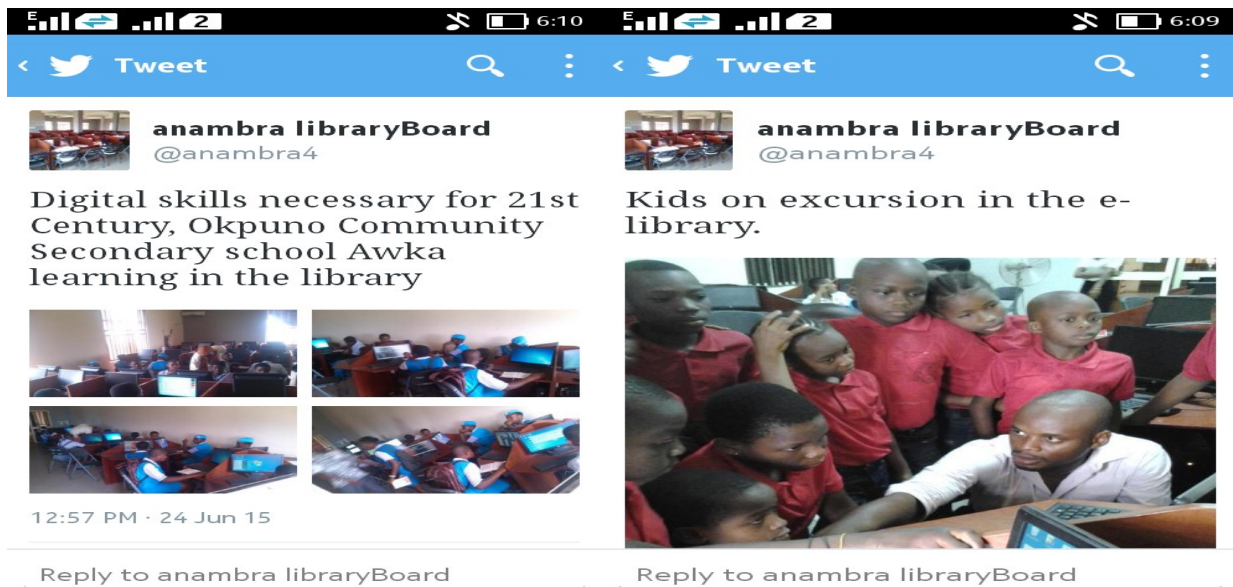 E 2 6:10
Tweet
anambra libraryBoard
@anambra4
Digital skills necessary for 21st
Century, Okpuno Community
Secondary school Awka
learning in the library
12:57 PM · 24 Jun 15
Reply to anambra libraryBoard
E 2 6:09
Tweet
anambra libraryBoard
@anambra4
Kids on excursion in the e-
library.
Reply to anambra libraryBoard